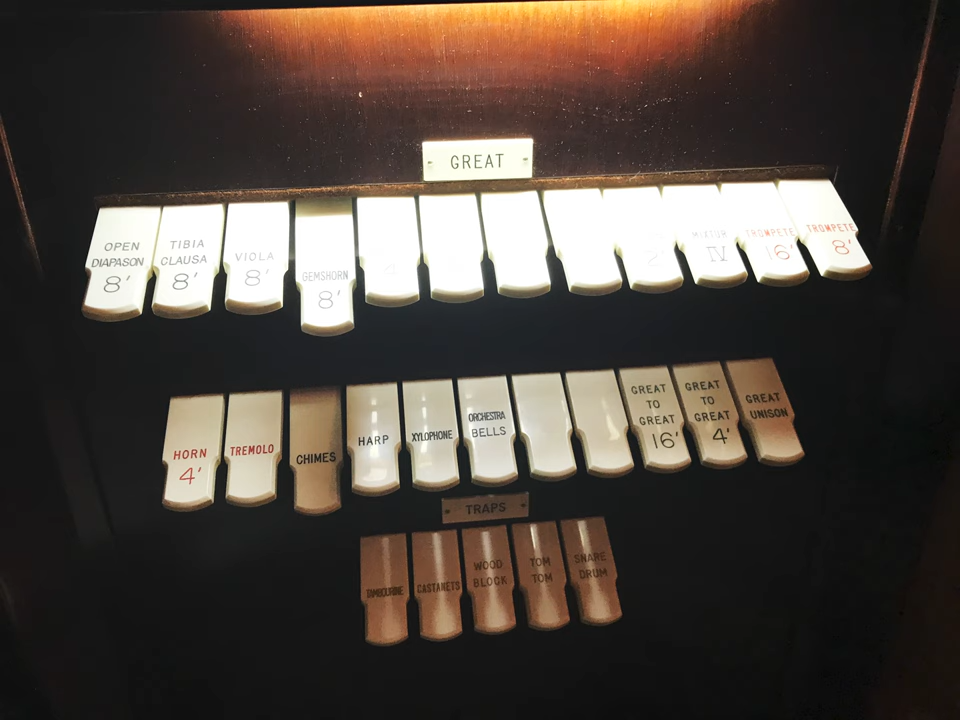 GREAT
OPEN
DIAPASON
8'
TIBIA
CLAUSA
8'
VIOLA
8'
GEMSHORN
8'
4'
2'
MIXTUR
IV
TROMPETE
16'
TROMPETE
8'
HORN
4'
TREMOLO
CHIMES
HARP
XYLOPHONE
ORCHESTRA
BELLS
GREAT
TO
GREAT
16'
GREAT
TO
GREAT
4'
GREAT
UNISON
TRAPS
TAMBOURINE
CASTANETS
WOOD
BLOCK
TOM
TOM
SNARE
DRUM